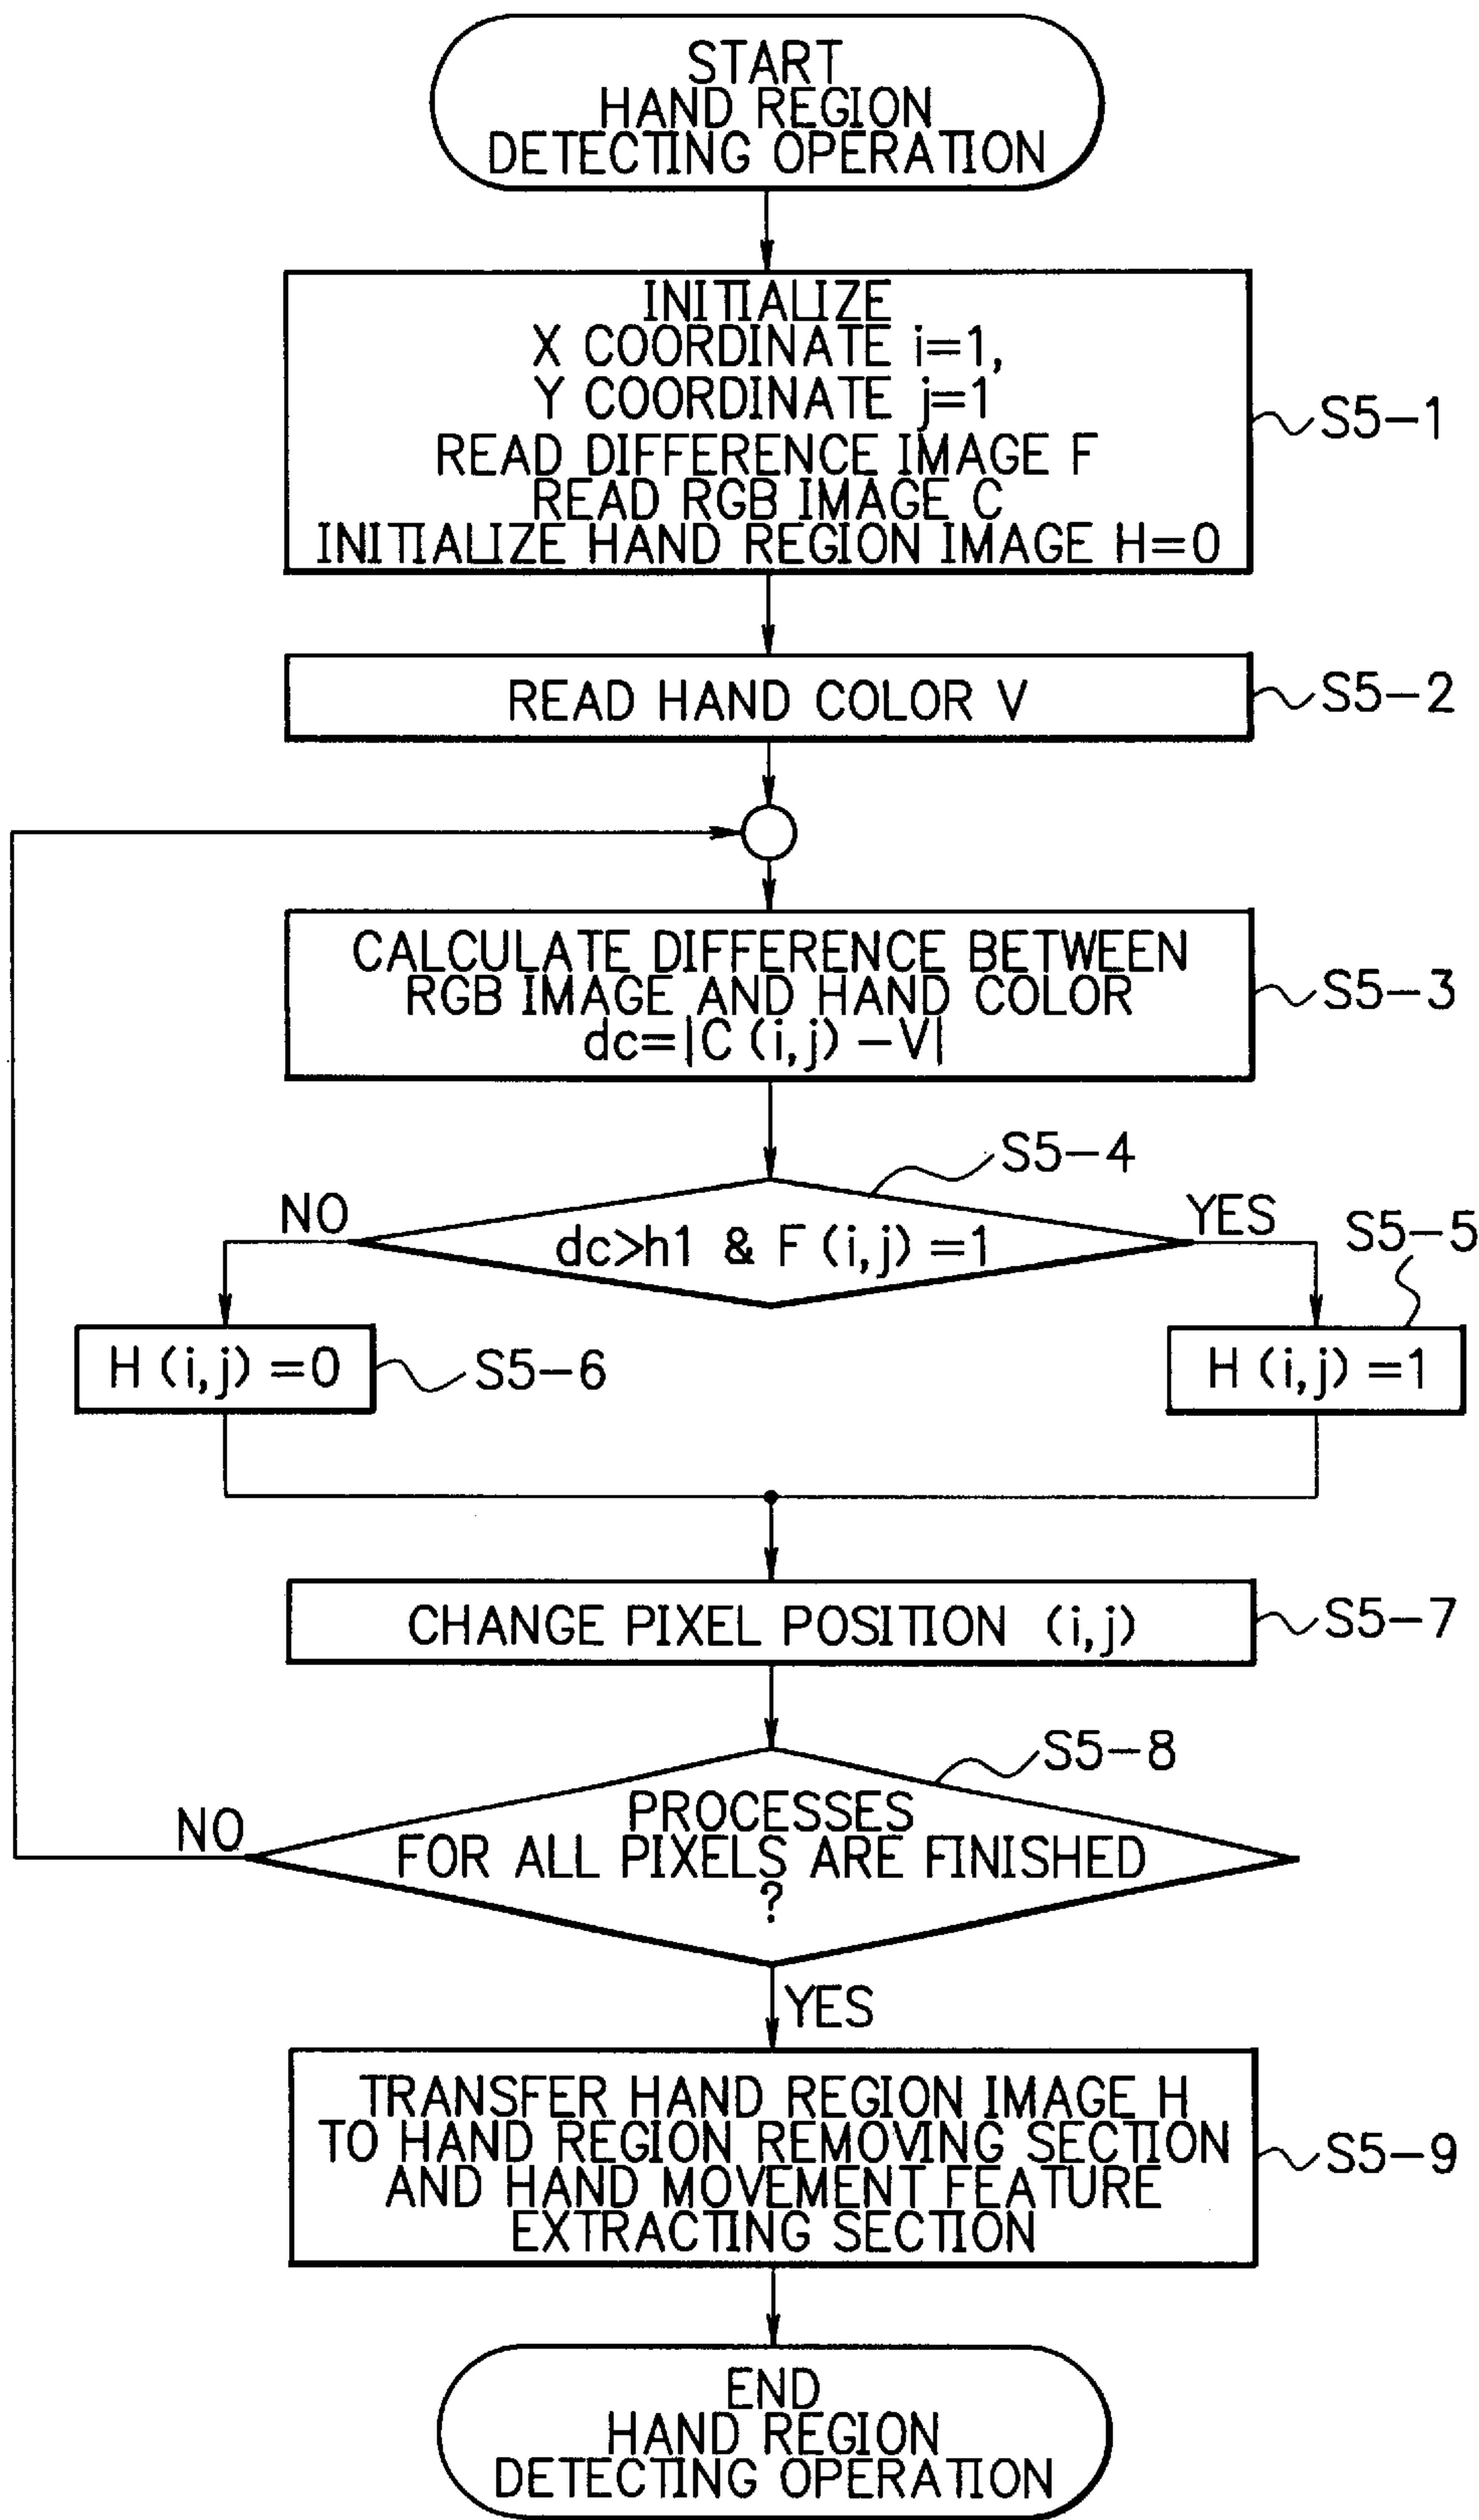 START
HAND REGION
DETECTING OPERATION
INITIALIZE
X COORDINATE i=1,
Y COORDINATE j=1
READ DIFFERENCE IMAGE F
READ RGB IMAGE C
INITIALIZE HAND REGION IMAGE H=0
S5-1
READ HAND COLOR V
S5-2
CALCULATE DIFFERENCE BETWEEN
RGB IMAGE AND HAND COLOR
dc=|C(i,j)-V|
S5-3
S5-4
NO
dc>h1 & F(i,j)=1
YES
S5-5
H(i,j)=0
S5-6
H(i,j)=1
CHANGE PIXEL POSITION (i,j)
S5-7
S5-8
NO
PROCESSES
FOR ALL PIXELS ARE FINISHED
?
YES
TRANSFER HAND REGION IMAGE H
TO HAND REGION REMOVING SECTION
AND HAND MOVEMENT FEATURE
EXTRACTING SECTION
S5-9
END
HAND REGION
DETECTING OPERATION